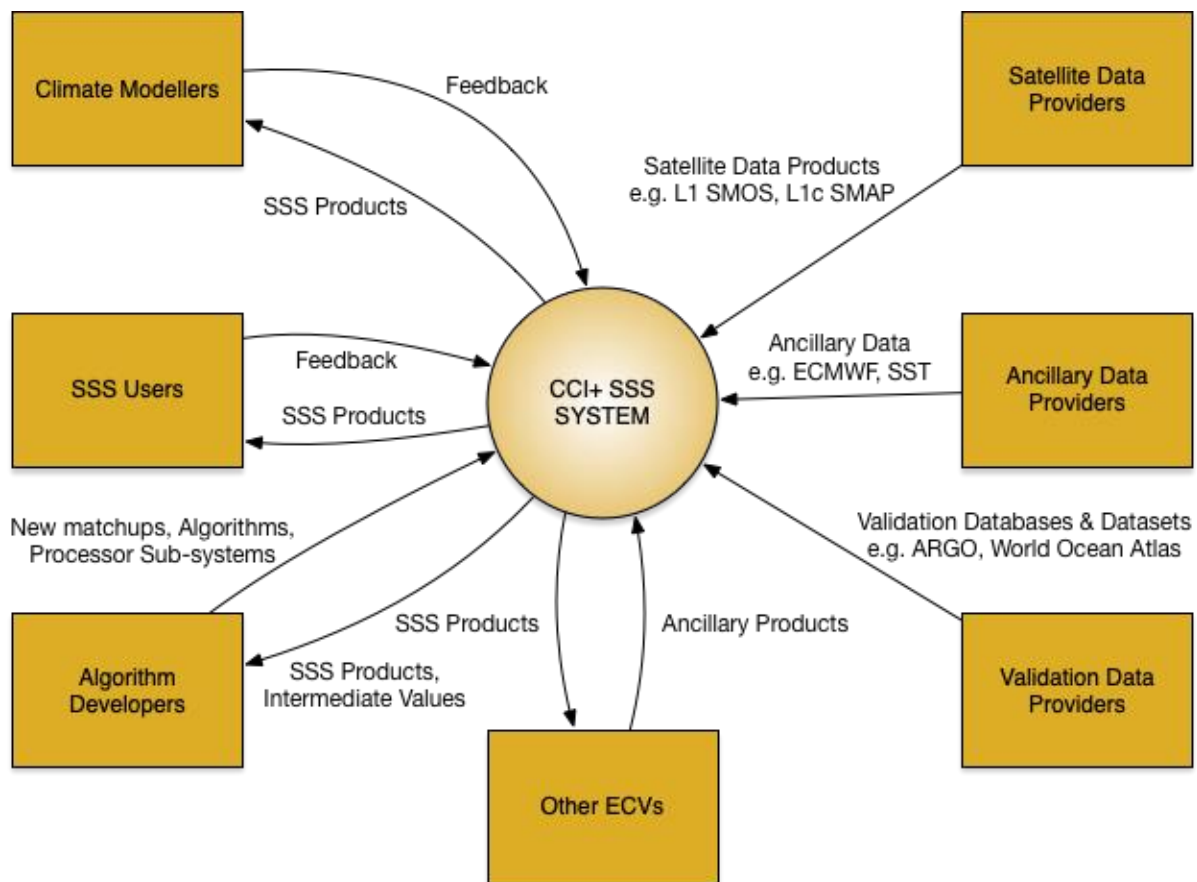 Climate Modellers
Feedback
SSS Products
Satellite Data
Providers
Satellite Data Products
e.g. L1 SMOS, L1c SMAP
SSS Users
Feedback
SSS Products
CCI+ SSS
SYSTEM
Ancillary Data
e.g. ECMWF, SST
Ancillary Data
Providers
New matchups, Algorithms,
Processor Sub-systems
Validation Databases & Datasets
e.g. ARGO, World Ocean Atlas
Algorithm
Developers
SSS Products
SSS Products,
Intermediate Values
Ancillary Products
Validation Data
Providers
Other ECVs